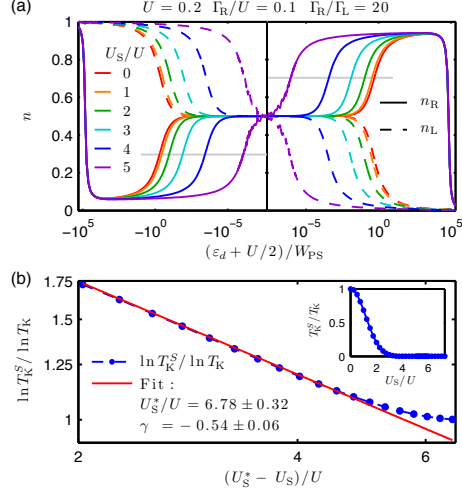 (a) U = 0.2 Γ_R/U = 0.1 Γ_R/Γ_L = 20
1
0.8
0.6
0.4
0.2
0
n
U_S/U
0
1
2
3
4
5
n_R
n_L
−10^5 −10^0 −10^−5 10^−5 10^0 10^5
(ε_d + U/2)/W_PS
(b)
1.75
1.5
1.25
1
ln T_K^S / ln T_K
ln T_K^S / ln T_K
Fit :
U_S^*/U = 6.78 ± 0.32
γ = − 0.54 ± 0.06
1
0.5
0
T_K^S/T_K
0 2 4 6
U_S/U
2 4 6
(U_S^* − U_S)/U